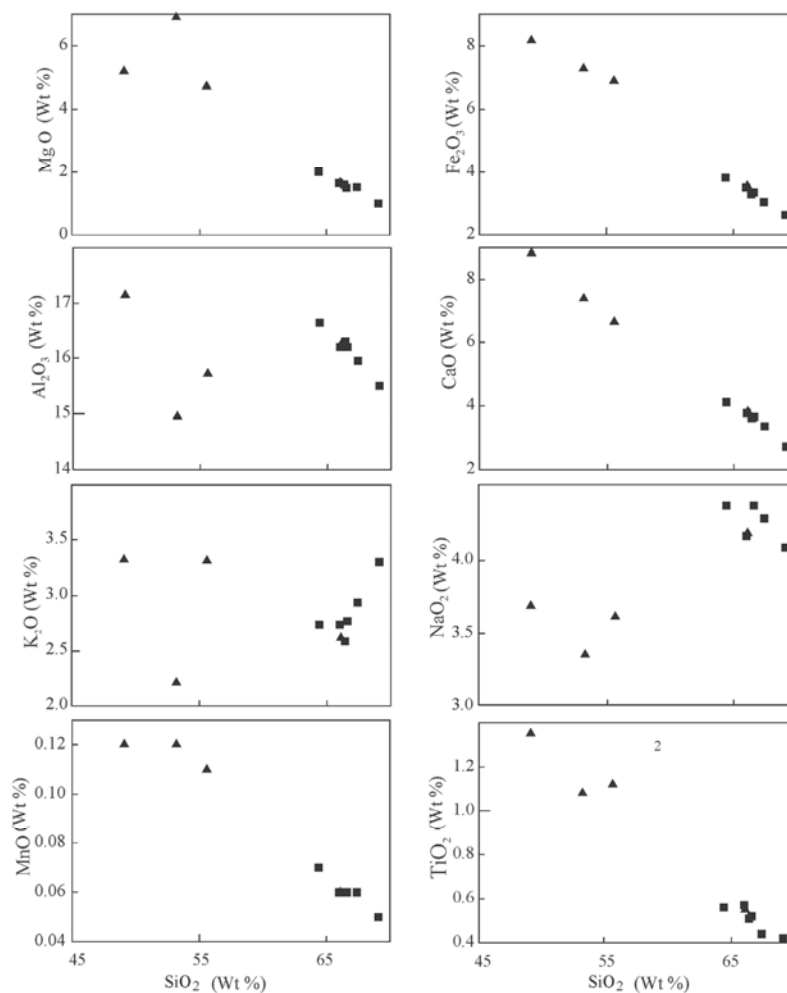 Mg O (Wt %)
6
4
2
0
Fe₂O₃ (Wt %)
8
6
4
2
Al₂O₃ (Wt %)
17
16
15
14
CaO (Wt %)
8
6
4
2
K₂O (Wt %)
3.5
3.0
2.5
2.0
NaO₂ (Wt %)
4.0
3.5
3.0
MnO (Wt %)
0.12
0.10
0.08
0.06
0.04
45 55 65
SiO₂ (Wt %)
TiO₂ (Wt %)
2
1.2
1.0
0.8
0.6
0.4
45 55 65
SiO₂ (Wt %)